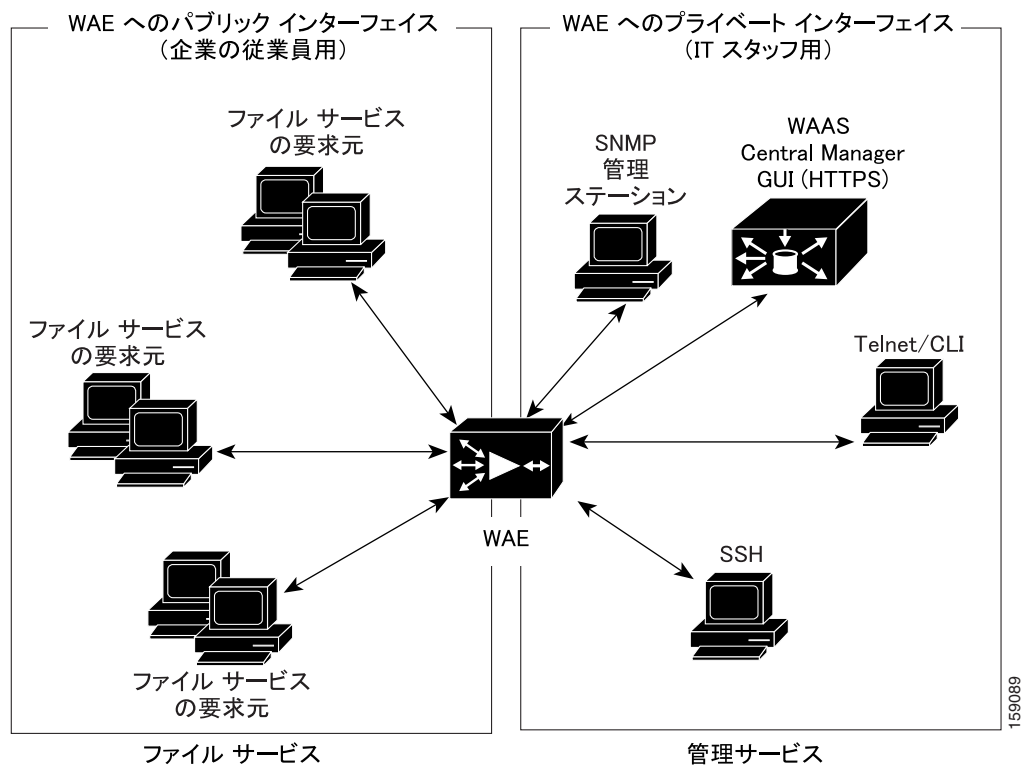 WAE へのパブリック インターフェイス
（企業の従業員用）
WAE へのプライベート インターフェイス
（IT スタッフ用）
ファイル サービス
の要求元
SNMP
管理
ステーション
WAAS
Central Manager
GUI (HTTPS)
ファイル サービス
の要求元
Telnet/CLI
WAE
SSH
ファイル サービス
の要求元
ファイル サービス
管理サービス
159089